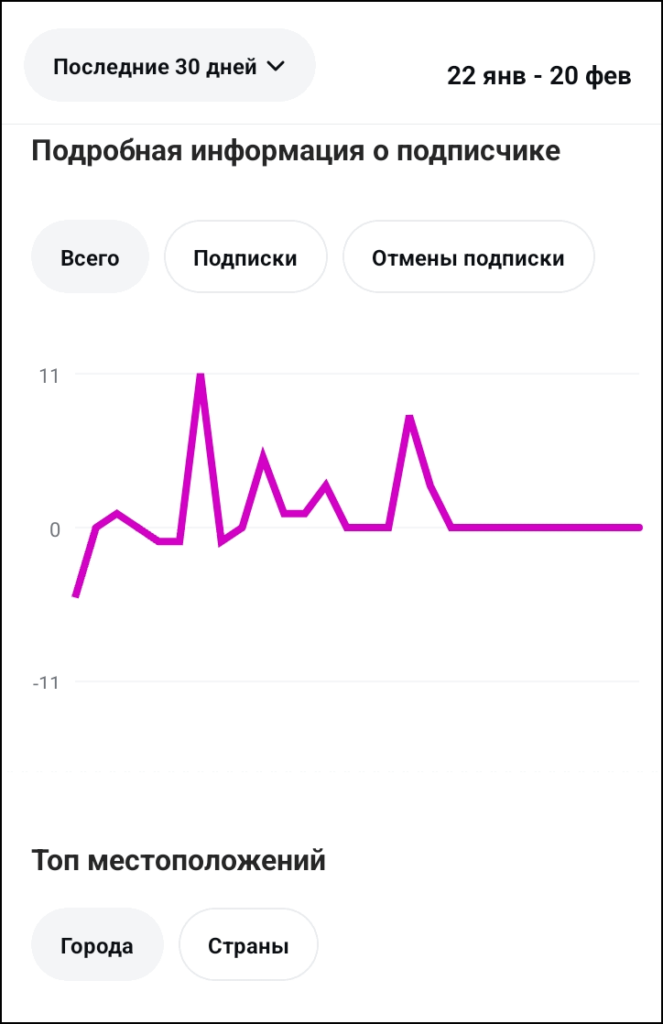 Последние 30 дней
22 янв - 20 фев
Подробная информация о подписчике
Всего
Подписки
Отмены подписки
11
0
-11
Топ местоположений
Города
Страны